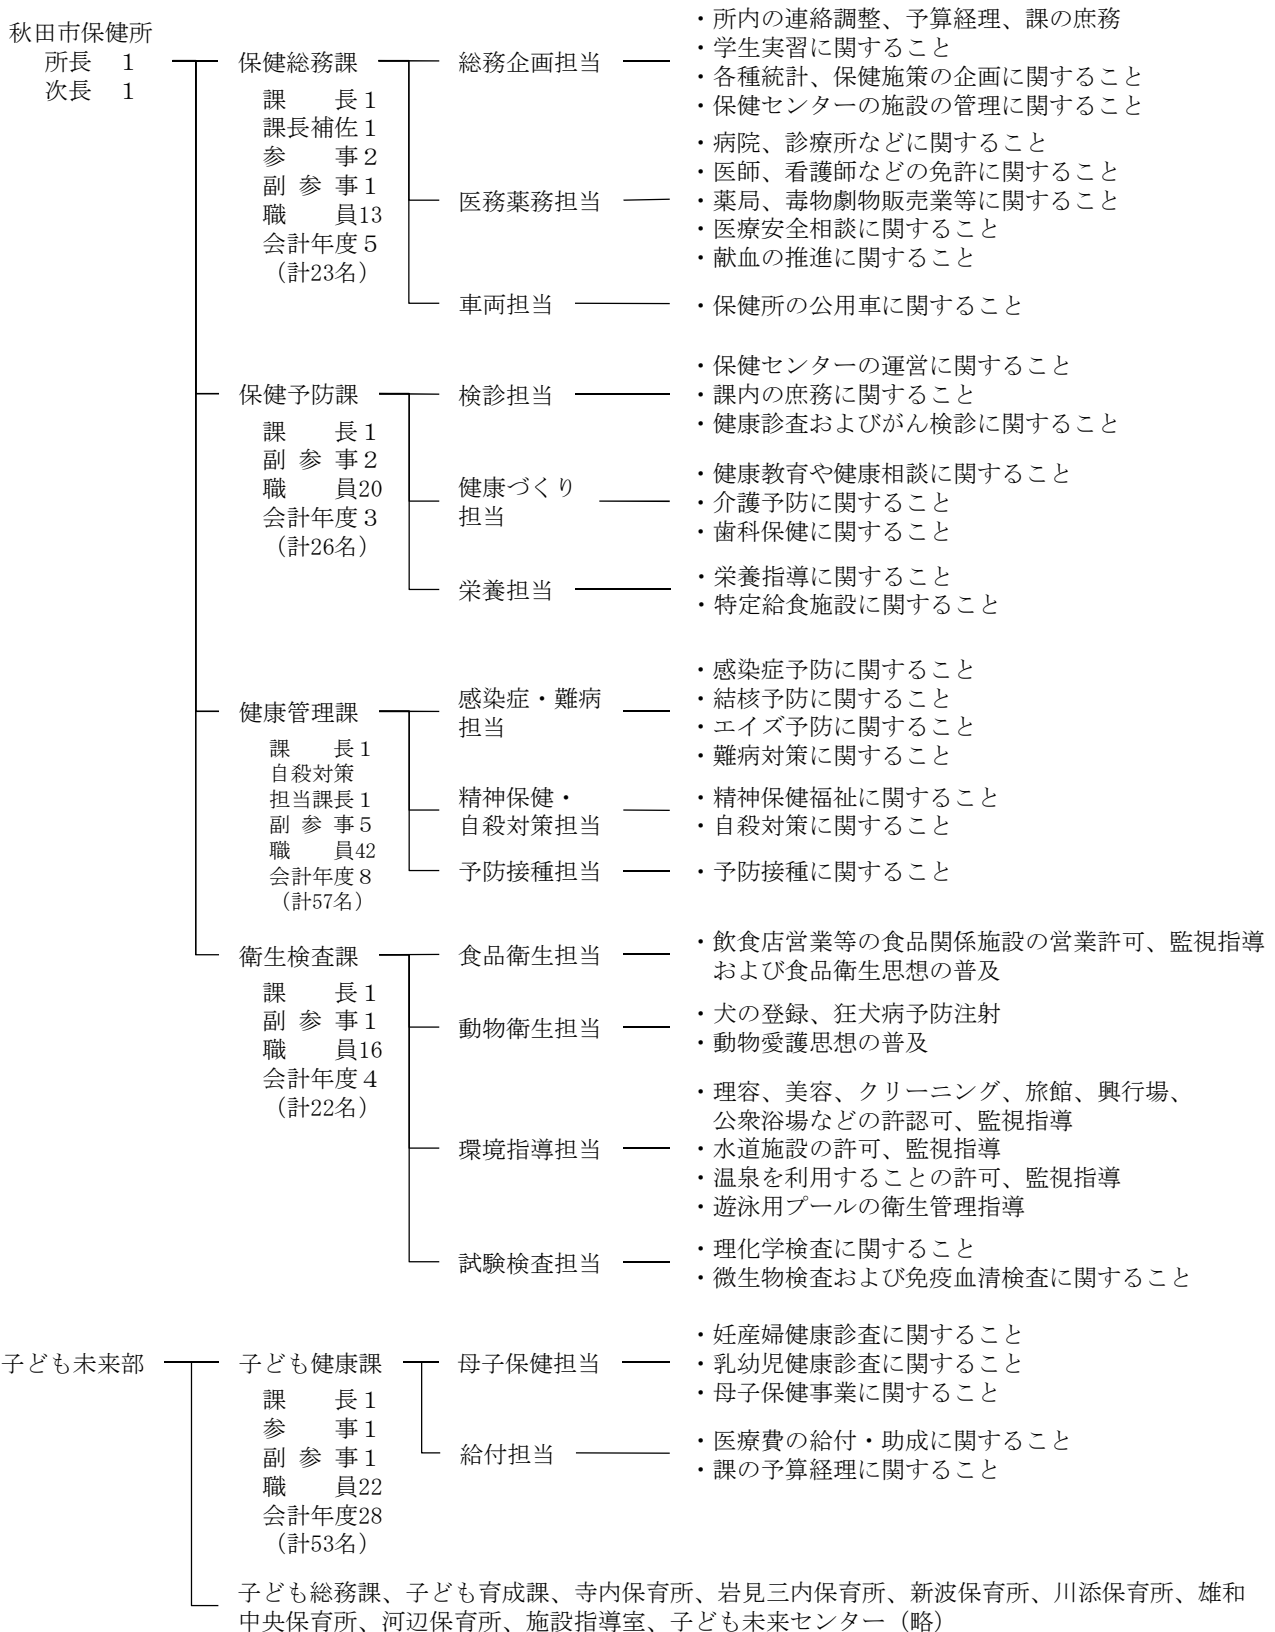 秋田市保健所
所長　1
次長　1
保健総務課
課　　長１
課長補佐１
参　　事２
副 参 事１
職　　員13
会計年度５
（計23名）
総務企画担当
・所内の連絡調整、予算経理、課の庶務
・学生実習に関すること
・各種統計、保健施策の企画に関すること
・保健センターの施設の管理に関すること
医務薬務担当
・病院、診療所などに関すること
・医師、看護師などの免許に関すること
・薬局、毒物劇物販売業等に関すること
・医療安全相談に関すること
・献血の推進に関すること
車両担当
・保健所の公用車に関すること
保健予防課
課　　長１
副 参 事２
職　　員20
会計年度３
（計26名）
検診担当
・保健センターの運営に関すること
・課内の庶務に関すること
・健康診査およびがん検診に関すること
健康づくり
担当
・健康教育や健康相談に関すること
・介護予防に関すること
・歯科保健に関すること
栄養担当
・栄養指導に関すること
・特定給食施設に関すること
健康管理課
課　　長１
自殺対策
担当課長１
副 参 事５
職　　員42
会計年度８
（計57名）
感染症・難病
担当
・感染症予防に関すること
・結核予防に関すること
・エイズ予防に関すること
・難病対策に関すること
精神保健・
自殺対策担当
・精神保健福祉に関すること
・自殺対策に関すること
予防接種担当
・予防接種に関すること
衛生検査課
課　　長１
副 参 事１
職　　員16
会計年度４
（計22名）
食品衛生担当
・飲食店営業等の食品関係施設の営業許可、監視指導
および食品衛生思想の普及
動物衛生担当
・犬の登録、狂犬病予防注射
・動物愛護思想の普及
環境指導担当
・理容、美容、クリーニング、旅館、興行場、
公衆浴場などの許認可、監視指導
・水道施設の許可、監視指導
・温泉を利用することの許可、監視指導
・遊泳用プールの衛生管理指導
試験検査担当
・理化学検査に関すること
・微生物検査および免疫血清検査に関すること
子ども未来部
子ども健康課
課　　長１
参　　事１
副 参 事１
職　　員22
会計年度28
（計53名）
母子保健担当
・妊産婦健康診査に関すること
・乳幼児健康診査に関すること
・母子保健事業に関すること
給付担当
・医療費の給付・助成に関すること
・課の予算経理に関すること
子ども総務課、子ども育成課、寺内保育所、岩見三内保育所、新波保育所、川添保育所、雄和
中央保育所、河辺保育所、施設指導室、子ども未来センター（略）